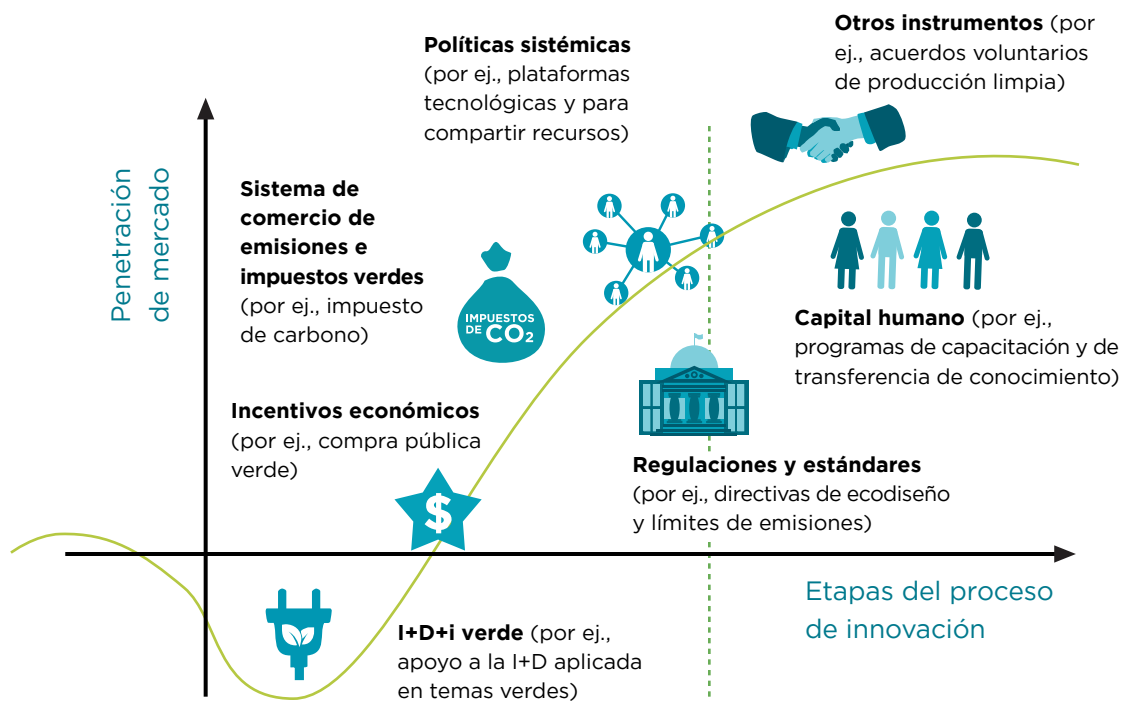 Otros instrumentos (por
ej., acuerdos voluntarios
de producción limpia)
Políticas sistémicas
(por ej., plataformas
tecnológicas y para
compartir recursos)
Penetración
de mercado
Sistema de
comercio de
emisiones e
impuestos verdes
(por ej., impuesto
de carbono)
IMPUESTOS
DE CO₂
Capital humano (por ej.,
programas de capacitación y de
transferencia de conocimiento)
Incentivos económicos
(por ej., compra pública
verde)
$
Regulaciones y estándares
(por ej., directivas de ecodiseño
y límites de emisiones)
Etapas del proceso
de innovación
I+D+i verde (por ej.,
apoyo a la I+D aplicada
en temas verdes)